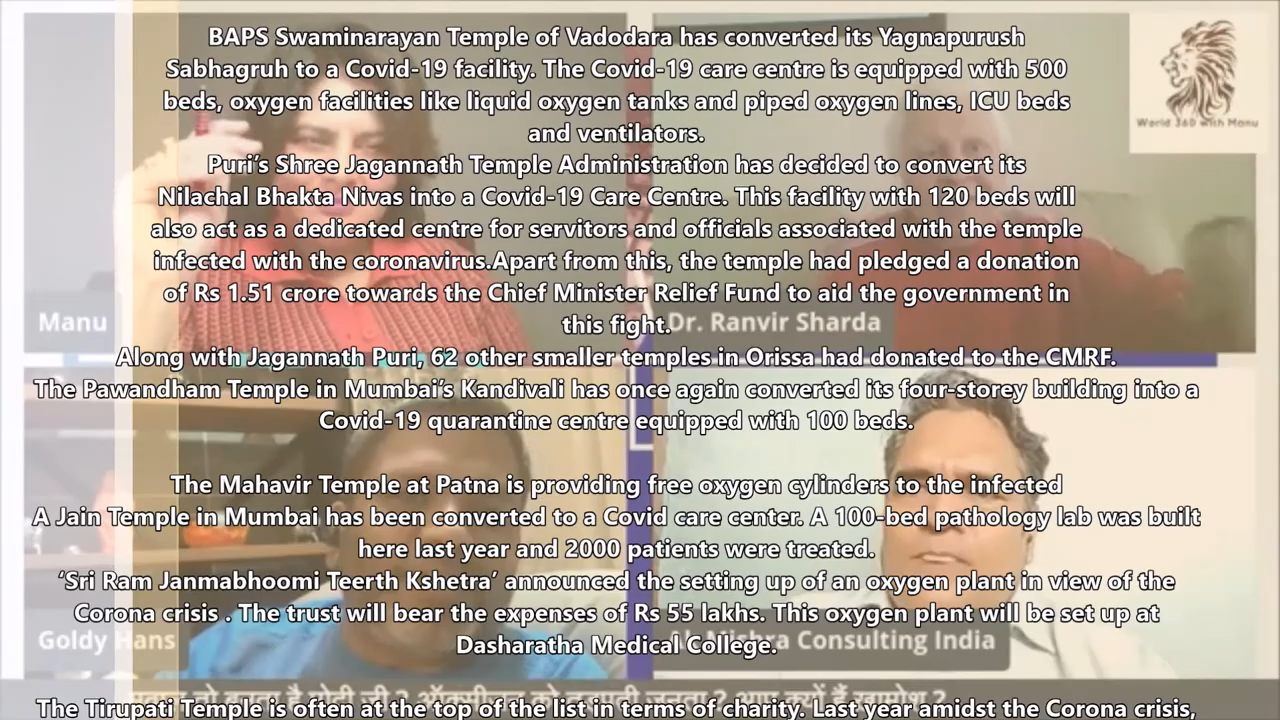 BAPS Swaminarayan Temple of Vadodara has converted its Yagnapurush
Sabhagruh to a Covid-19 facility. The Covid-19 care centre is equipped with 500
beds, oxygen facilities like liquid oxygen tanks and piped oxygen lines, ICU beds
and ventilators.
World 360 with Manu
Puri's Shree Jagannath Temple Administration has decided to convert its
Nilachal Bhakta Nivas into a Covid-19 Care Centre. This facility with 120 beds will
also act as a dedicated centre for servitors and officials associated with the temple
infected with the coronavirus.Apart from this, the temple had pledged a donation
of Rs 1.51 crore towards the Chief Minister Relief Fund to aid the government in
this fight.
Manu
Dr. Ranvir Sharda
Along with Jagannath Puri, 62 other smaller temples in Orissa had donated to the CMRF.
The Pawandham Temple in Mumbai's Kandivali has once again converted its four-storey building into a
Covid-19 quarantine centre equipped with 100 beds.
The Mahavir Temple at Patna is providing free oxygen cylinders to the infected
A Jain Temple in Mumbai has been converted to a Covid care center. A 100-bed pathology lab was built
here last year and 2000 patients were treated.
‘Sri Ram Janmabhoomi Teerth Kshetra’ announced the setting up of an oxygen plant in view of the
Corona crisis . The trust will bear the expenses of Rs 55 lakhs. This oxygen plant will be set up at
Dasharatha Medical College.
Goldy Hans
Mishra Consulting India
The Tirupati Temple is often at the top of the list in terms of charity. Last year amidst the Corona crisis,